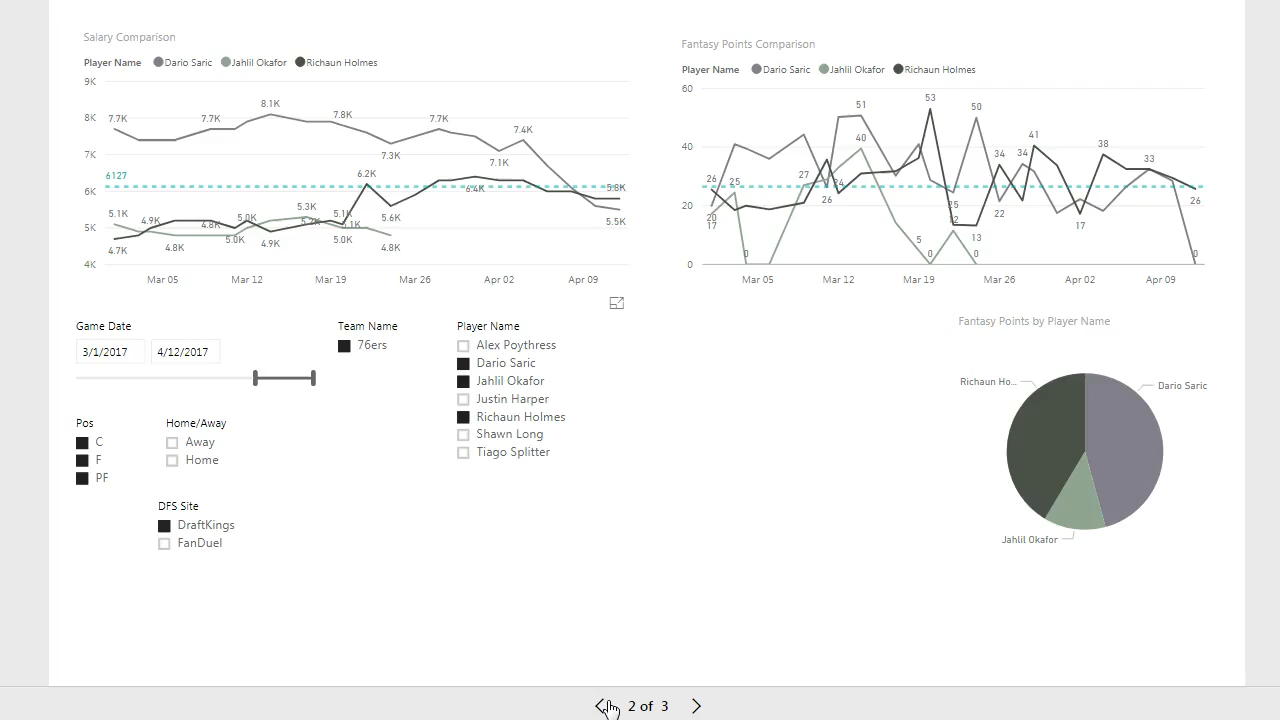 Salary Comparison
Player Name Dario Saric Jahlil Okafor Richaun Holmes
9K
8K
7K
6K
5K
4K
6127
7.7K 7.7K 8.1K 7.8K 7.3K 7.7K 7.1K 7.4K 5.5K
5.1K 4.8K 5.0K 5.0K 5.3K 5.0K 4.8K
4.7K 4.9K 4.8K 4.9K 5.2K 5.1K 5.1K 6.2K 5.6K 6.4K 5.8K
Mar 05 Mar 12 Mar 19 Mar 26 Apr 02 Apr 09
Fantasy Points Comparison
Player Name Dario Saric Jahlil Okafor Richaun Holmes
60
40
20
0
26 20 17 25 0 27 26 24 51 40 5 0 53 25 12 50 13 0 34 22 34 41 17 38 33 26 0
Mar 05 Mar 12 Mar 19 Mar 26 Apr 02 Apr 09
Game Date
3/1/2017 4/12/2017
Team Name
76ers
Player Name
Alex Poythress
Dario Saric
Jahlil Okafor
Justin Harper
Richaun Holmes
Shawn Long
Tiago Splitter
Pos
C
F
PF
Home/Away
Away
Home
DFS Site
DraftKings
FanDuel
Fantasy Points by Player Name
Richaun Ho...
Dario Saric
Jahlil Okafor
2 of 3